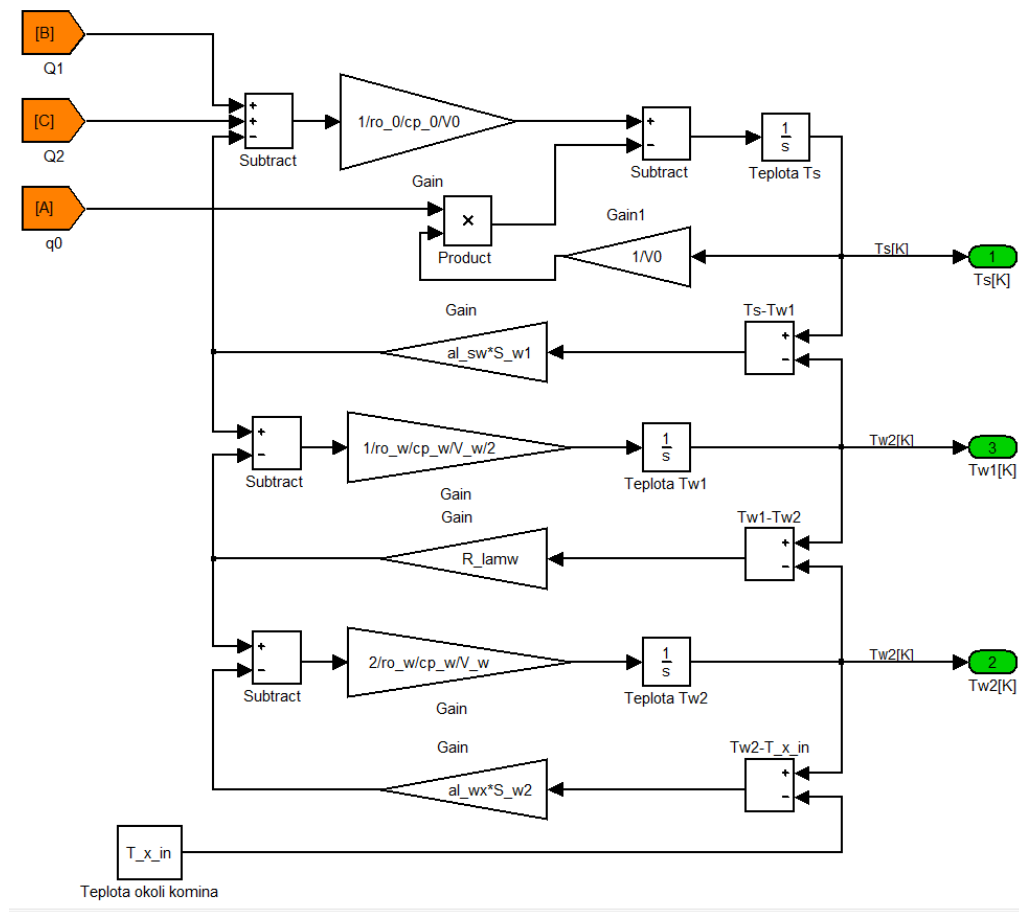 [B]
Q1
[C]
Q2
[A]
q0
+
+
−
Subtract
1/ro_0/cp_0/V0
Gain
+
−
Subtract
1
s
Teplota Ts
×
Product
Gain1
1/V0
Ts[K]
1
Ts[K]
Gain
al_sw*S_w1
Ts-Tw1
+
−
+
−
Subtract
1/ro_w/cp_w/V_w/2
Gain
1
s
Teplota Tw1
Tw2[K]
3
Tw1[K]
Gain
R_lamw
Tw1-Tw2
+
−
+
−
Subtract
2/ro_w/cp_w/V_w
Gain
1
s
Teplota Tw2
Tw2[K]
2
Tw2[K]
Gain
al_wx*S_w2
Tw2-T_x_in
+
−
T_x_in
Teplota okoli komina